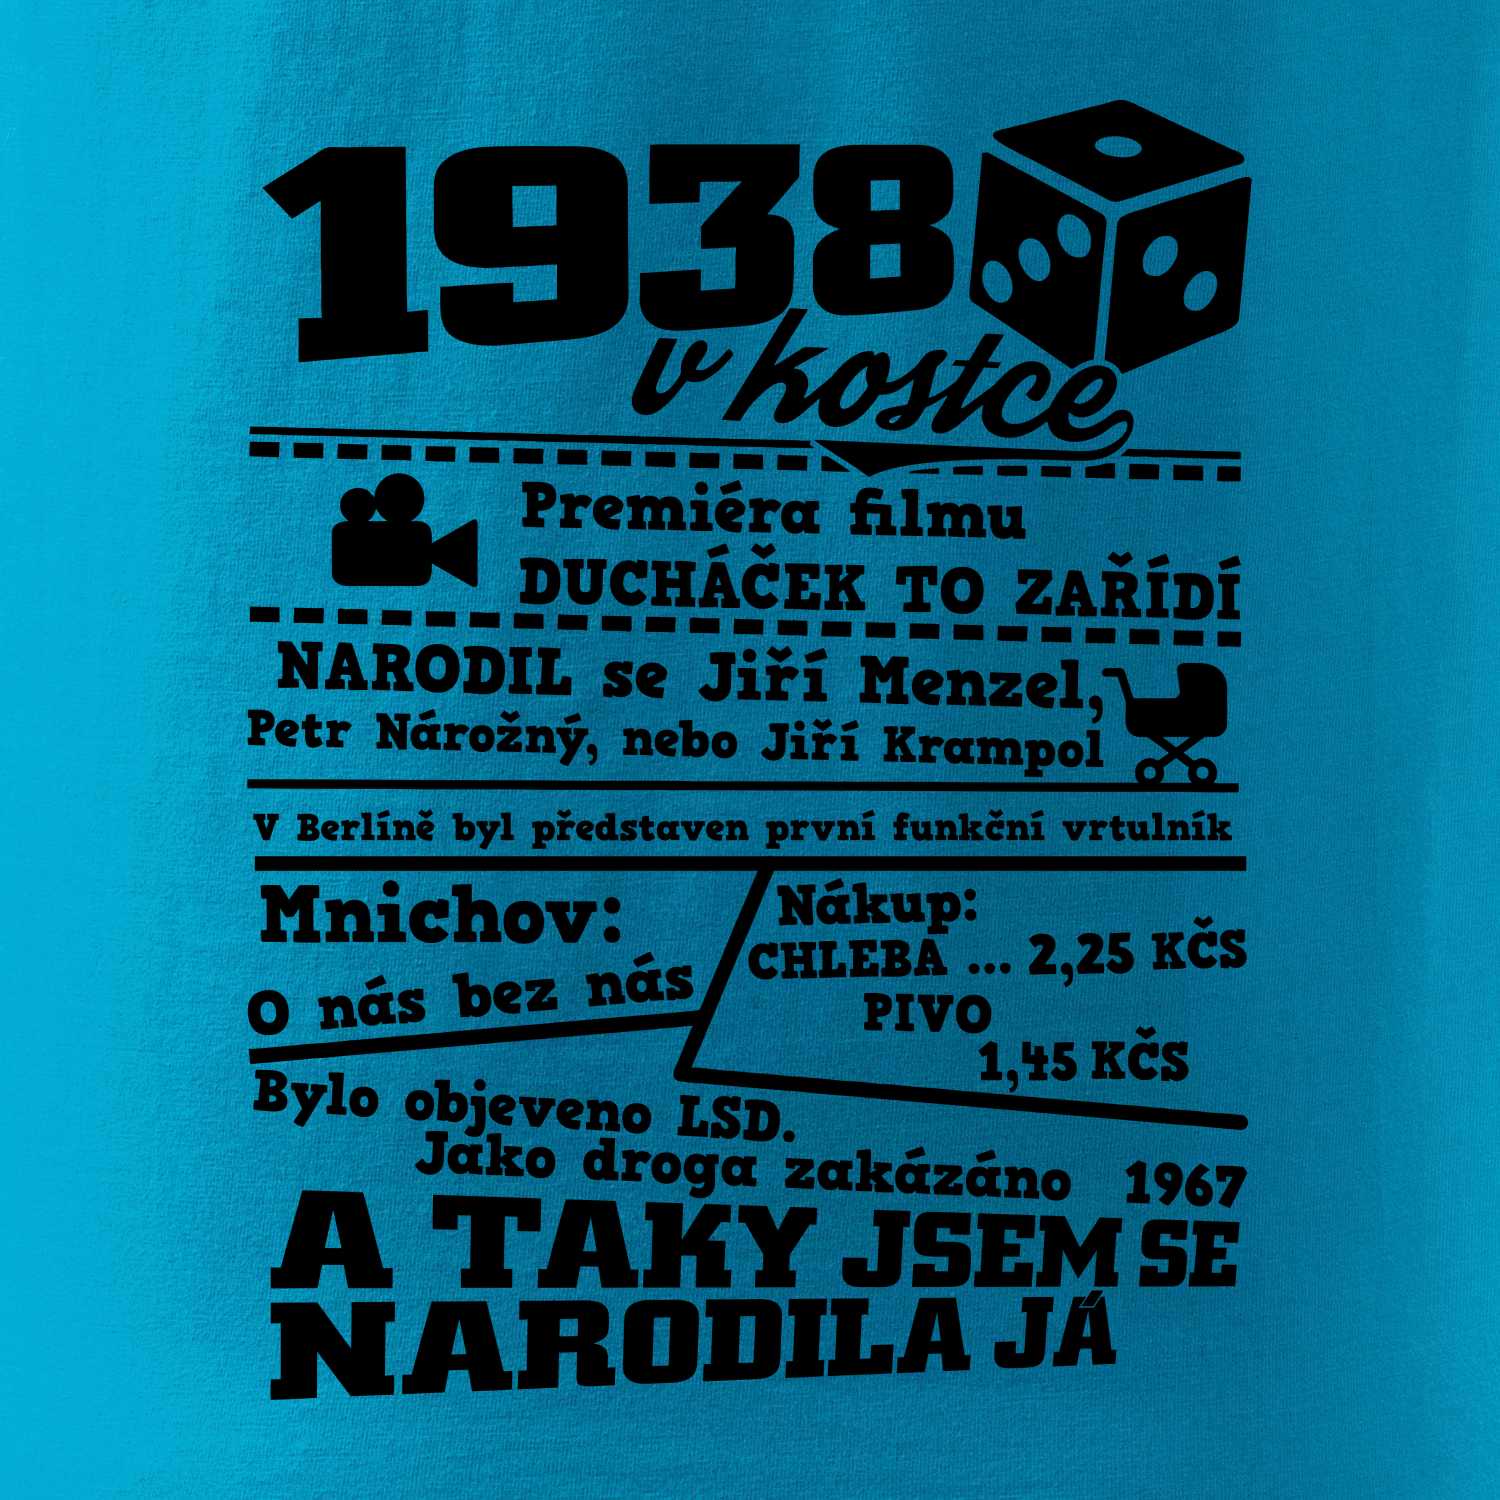 1938
v kostce
Premiéra filmu
DUCHÁČEK TO ZAŘÍDÍ
NARODIL se Jiří Menzel,
Petr Nárožný, nebo Jiří Krampol
V Berlíně byl představen první funkční vrtulník
Mnichov:
O nás bez nás
Nákup:
CHLEBA ... 2,25 KČS
PIVO
1,45 KČS
Bylo objeveno LSD.
Jako droga zakázáno 1967
A TAKY JSEM SE
NARODILA JÁ